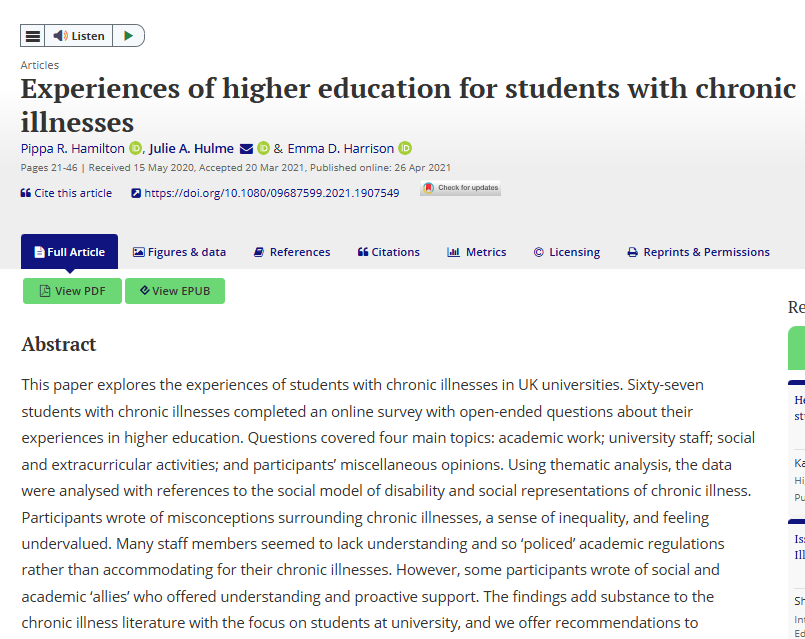 Listen
Articles
Experiences of higher education for students with chronic
illnesses
Pippa R. Hamilton iD, Julie A. Hulme iD & Emma D. Harrison iD
Pages 21-46 | Received 15 May 2020, Accepted 20 Mar 2021, Published online: 26 Apr 2021
Cite this article https://doi.org/10.1080/09687599.2021.1907549 Check for updates
Full Article Figures & data References Citations Metrics Licensing Reprints & Permissions
View PDF View EPUB
Re
Abstract
This paper explores the experiences of students with chronic illnesses in UK universities. Sixty-seven
students with chronic illnesses completed an online survey with open-ended questions about their
experiences in higher education. Questions covered four main topics: academic work; university staff; social
and extracurricular activities; and participants’ miscellaneous opinions. Using thematic analysis, the data
were analysed with references to the social model of disability and social representations of chronic illness.
Participants wrote of misconceptions surrounding chronic illnesses, a sense of inequality, and feeling
undervalued. Many staff members seemed to lack understanding and so ‘policed’ academic regulations
rather than accommodating for their chronic illnesses. However, some participants wrote of social and
academic ‘allies’ who offered understanding and proactive support. The findings add substance to the
chronic illness literature with the focus on students at university, and we offer recommendations to
He
st
Ka
Hi
Pu
Is
Ill
Sh
In
Ed